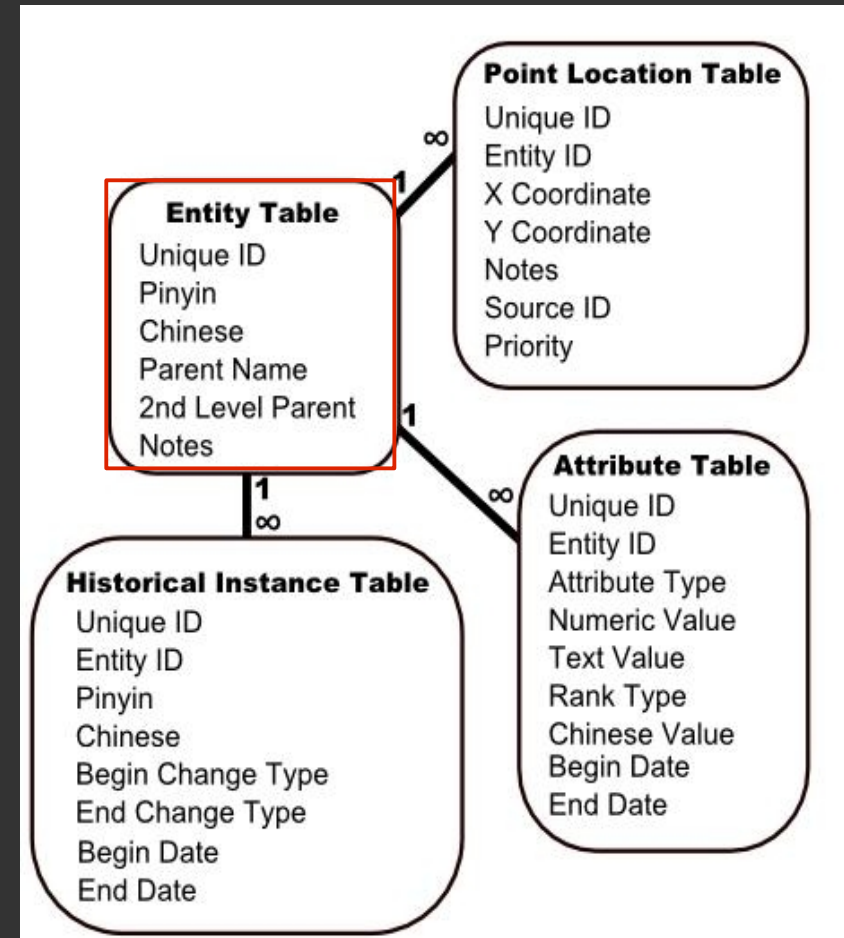 Point Location Table
Unique ID
Entity ID
X Coordinate
Y Coordinate
Notes
Source ID
Priority
∞
1
Entity Table
Unique ID
Pinyin
Chinese
Parent Name
2nd Level Parent
Notes
1
∞
1
∞
Attribute Table
Unique ID
Entity ID
Attribute Type
Numeric Value
Text Value
Rank Type
Chinese Value
Begin Date
End Date
Historical Instance Table
Unique ID
Entity ID
Pinyin
Chinese
Begin Change Type
End Change Type
Begin Date
End Date